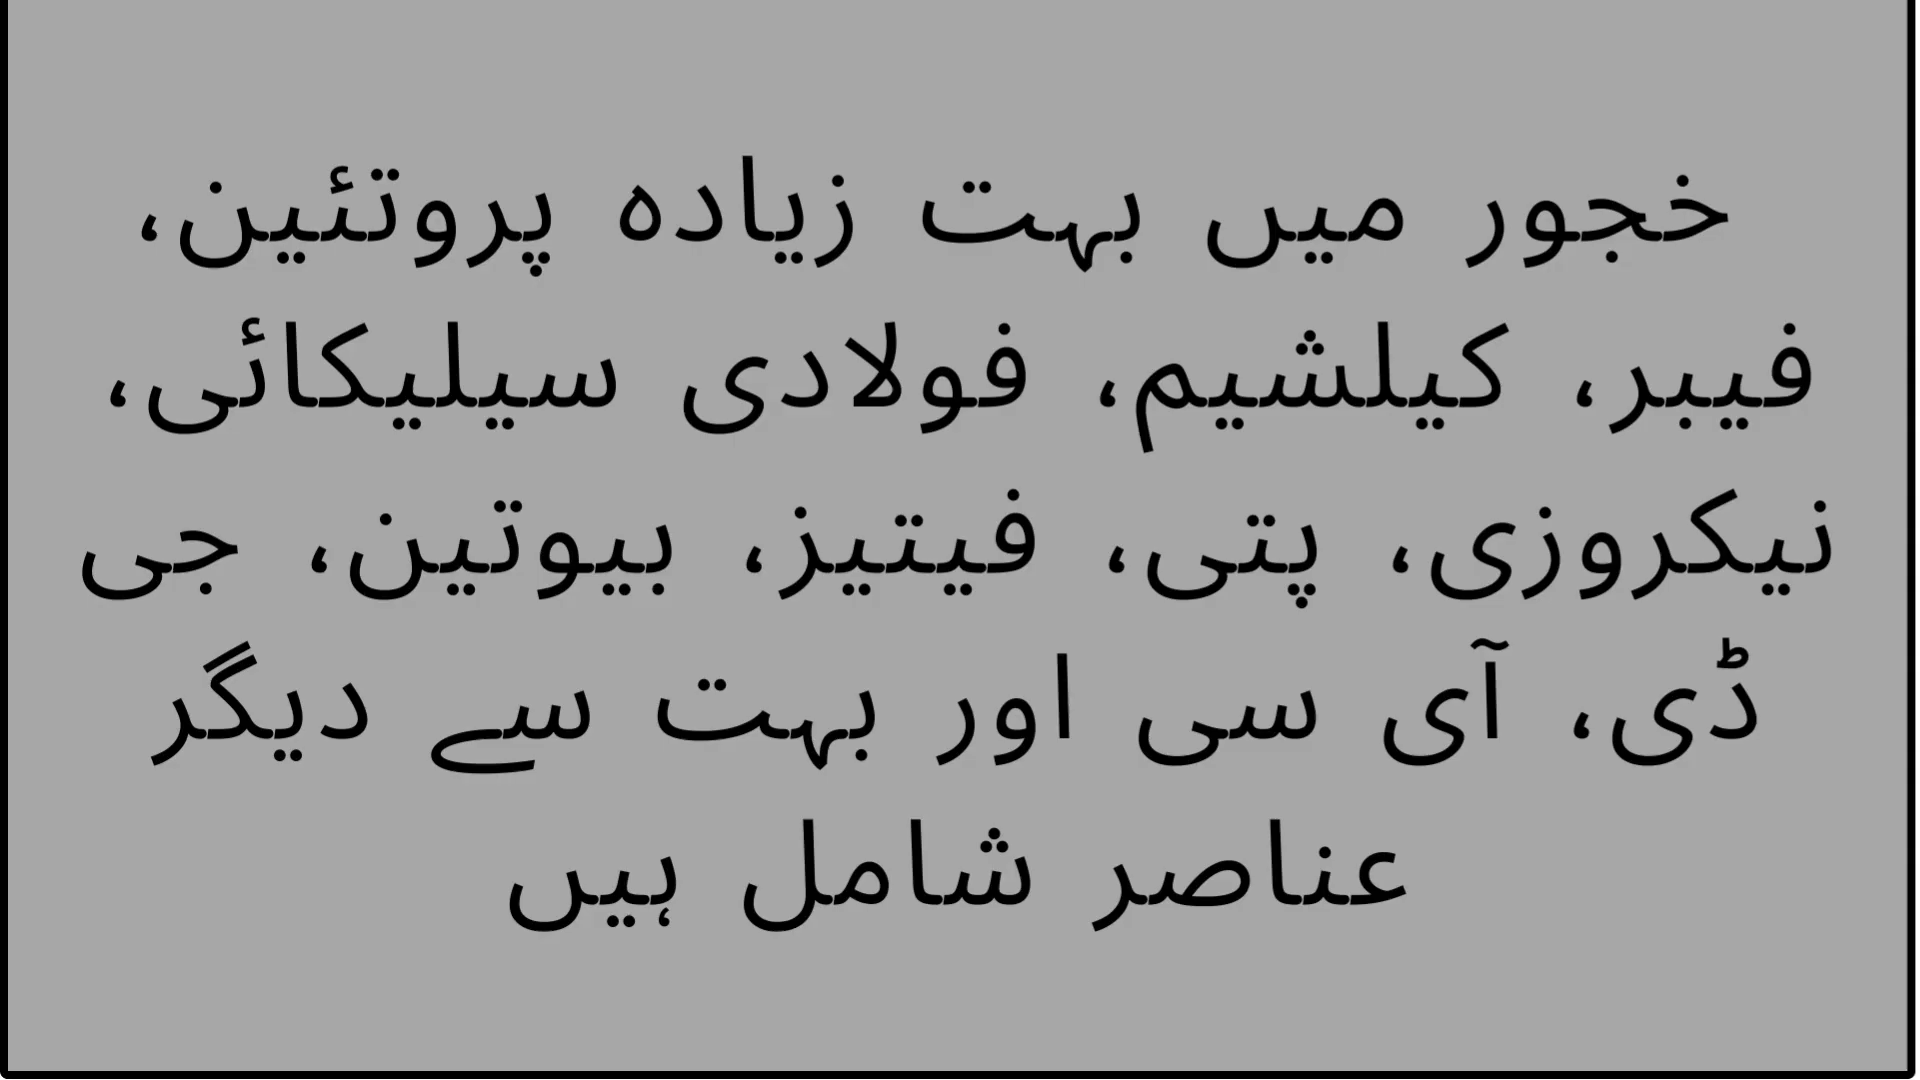 خجور میں بہت زیادہ پروتئین،
فیبر، کیلشیم، فولادی سیلیکائی،
نیکروزی، پتی، فیتیز، بیوتین، جی
ڈی، آی سی اور بہت سے دیگر
عناصر شامل ہیں